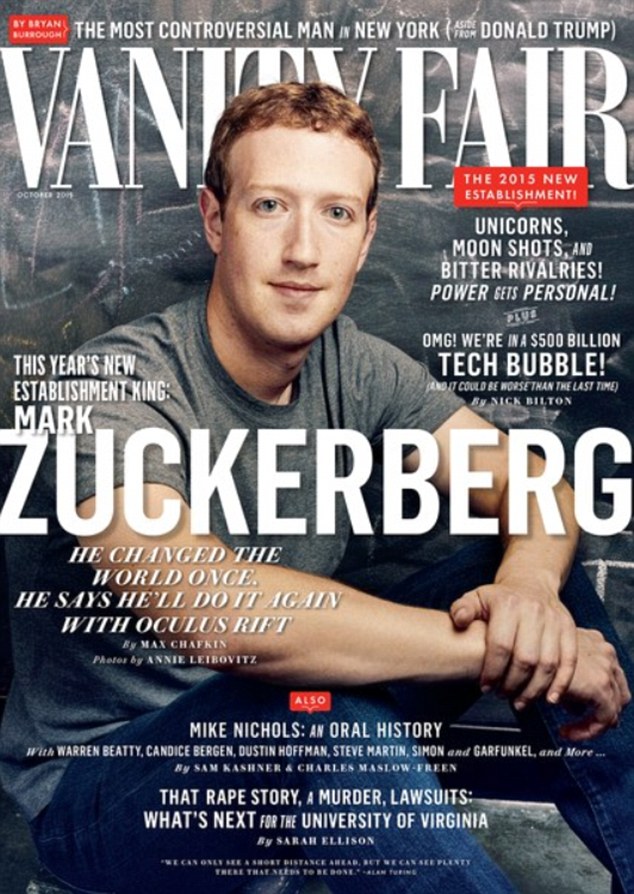 BY BRYAN
BURROUGH
THE MOST CONTROVERSIAL MAN IN NEW YORK (ASIDE FROM DONALD TRUMP)
VANITY FAIR
OCTOBER 2015
THE 2015 NEW
ESTABLISHMENT!
UNICORNS,
MOON SHOTS, AND
BITTER RIVALRIES!
POWER GETS PERSONAL!
PLUS
OMG! WE'RE IN A $500 BILLION
TECH BUBBLE!
(AND IT COULD BE WORSE THAN THE LAST TIME)
By NICK BILTON
THIS YEAR'S NEW
ESTABLISHMENT KING:
MARK
ZUCKERBERG
HE CHANGED THE
WORLD ONCE.
HE SAYS HE'LL DO IT AGAIN
WITH OCULUS RIFT
By MAX CHAFKIN
Photos by ANNIE LEIBOVITZ
ALSO
MIKE NICHOLS: AN ORAL HISTORY
With WARREN BEATTY, CANDICE BERGEN, DUSTIN HOFFMAN, STEVE MARTIN, SIMON and GARFUNKEL, and More ...
By SAM KASHNER & CHARLES MASLOW-FREEN
THAT RAPE STORY, A MURDER, LAWSUITS:
WHAT'S NEXT FOR THE UNIVERSITY OF VIRGINIA
By SARAH ELLISON
"WE CAN ONLY SEE A SHORT DISTANCE AHEAD, BUT WE CAN SEE PLENTY
THERE THAT NEEDS TO BE DONE." -ALAN TURING